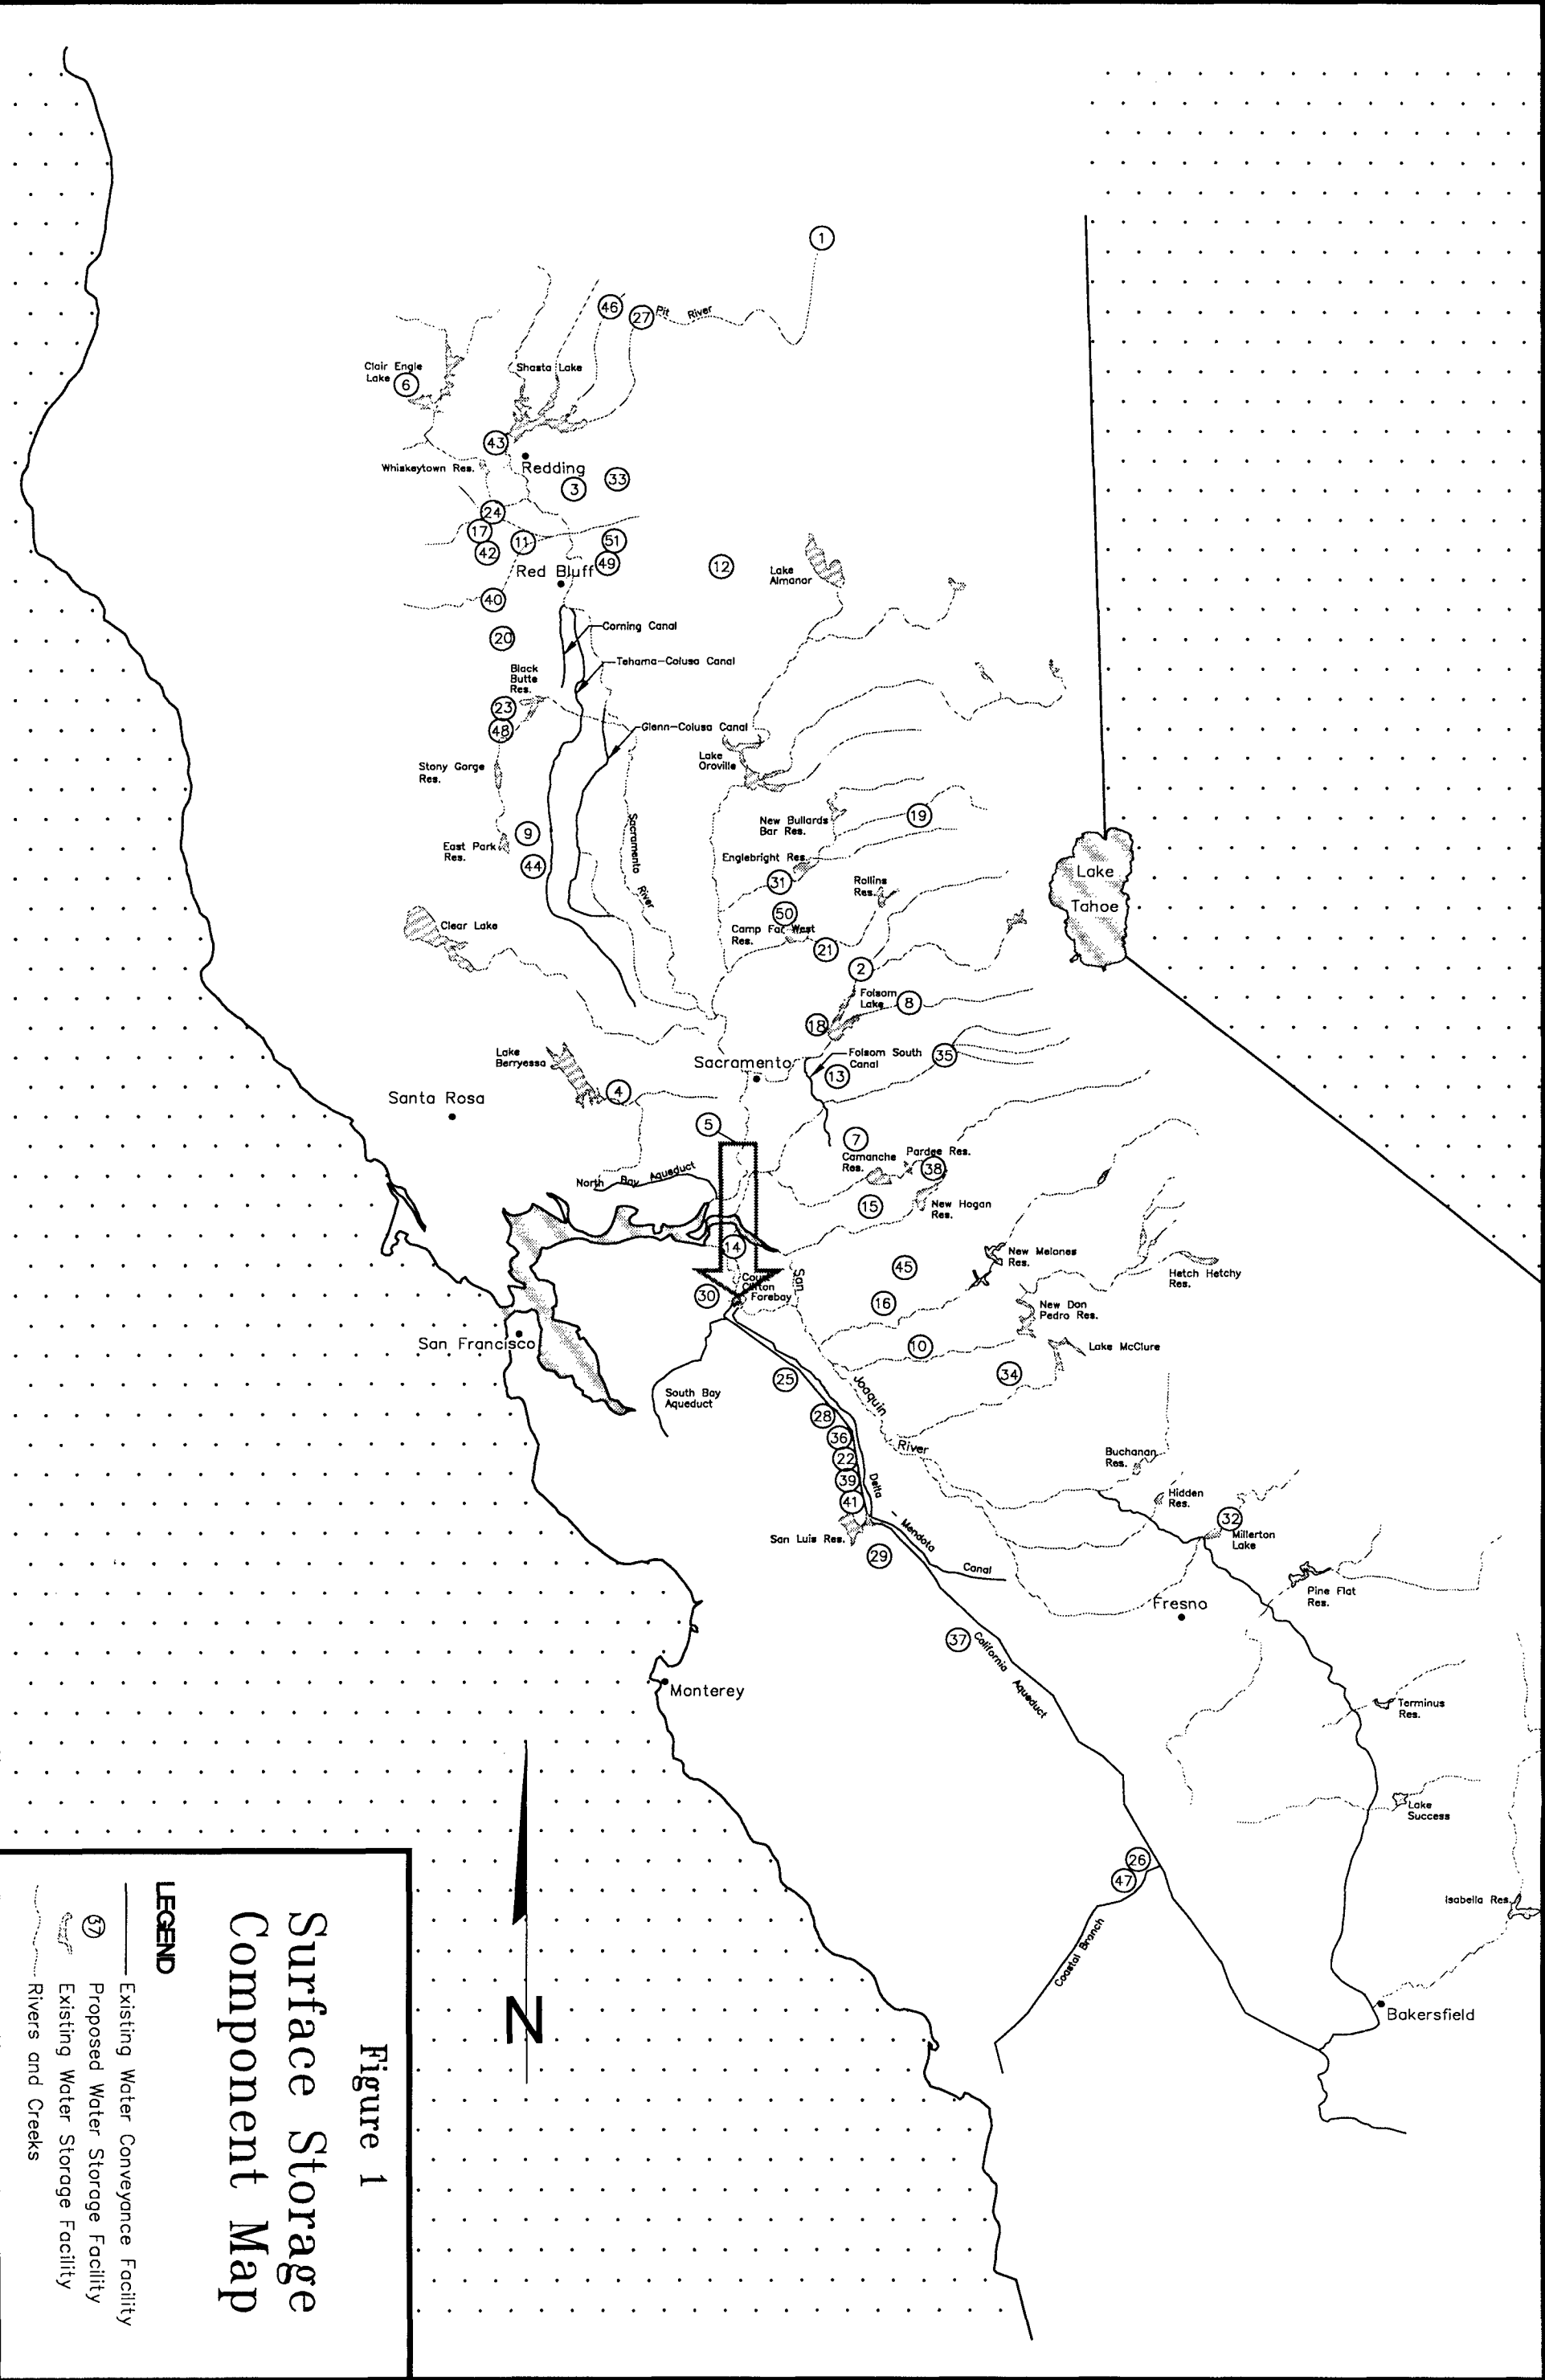 1
46
27
Pit River
Clair Engle
Lake
6
Shasta Lake
43
Whiskeytown Res.
Redding
3
33
24
17
42
11
51
49
Red Bluff
12
Lake
Almanor
40
20
Corning Canal
Tehama-Colusa Canal
Black
Butte
Res.
23
48
Glenn-Colusa Canal
Stony Gorge
Res.
Lake
Oroville
9
East Park
Res.
44
Sacramento River
New Bullards
Bar Res.
19
Englebright Res.
31
Rollins
Res.
50
Camp Far West
Res.
21
Clear Lake
Lake
Tahoe
2
Folsom
Lake
8
18
Lake
Berryessa
4
Santa Rosa
Sacramento
Folsom South
Canal
13
35
5
7
Camanche
Res.
Pardee Res.
38
North Bay Aqueduct
15
New Hogan
Res.
14
45
New Melones
Res.
Hetch Hetchy
Res.
Clifton
Forebay
30
16
New Don
Pedro Res.
San Francisco
10
Lake McClure
34
25
South Bay
Aqueduct
San Joaquin River
28
36
22
39
41
Buchanan
Res.
Hidden
Res.
32
Millerton
Lake
San Luis Res.
29
Delta - Mendota Canal
Pine Flat
Res.
Fresno
37
California Aqueduct
Monterey
Terminus
Res.
Lake
Success
26
47
Isabella Res.
Coastal Branch
Bakersfield
N
Figure 1
Surface Storage
Component Map
LEGEND
Existing Water Conveyance Facility
37 Proposed Water Storage Facility
Existing Water Storage Facility
Rivers and Creeks